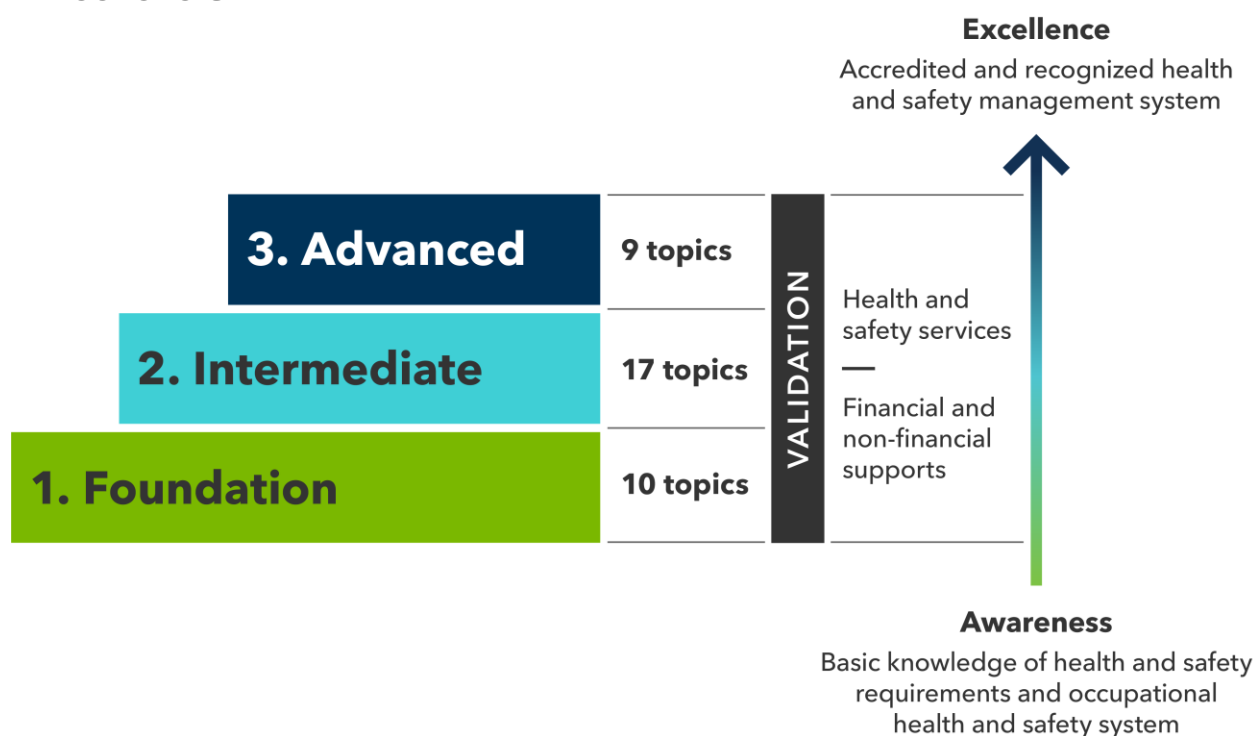 Excellence
Accredited and recognized health
and safety management system
3. Advanced
9 topics
2. Intermediate
17 topics
1. Foundation
10 topics
VALIDATION
Health and
safety services
—
Financial and
non-financial
supports
Awareness
Basic knowledge of health and safety
requirements and occupational
health and safety system